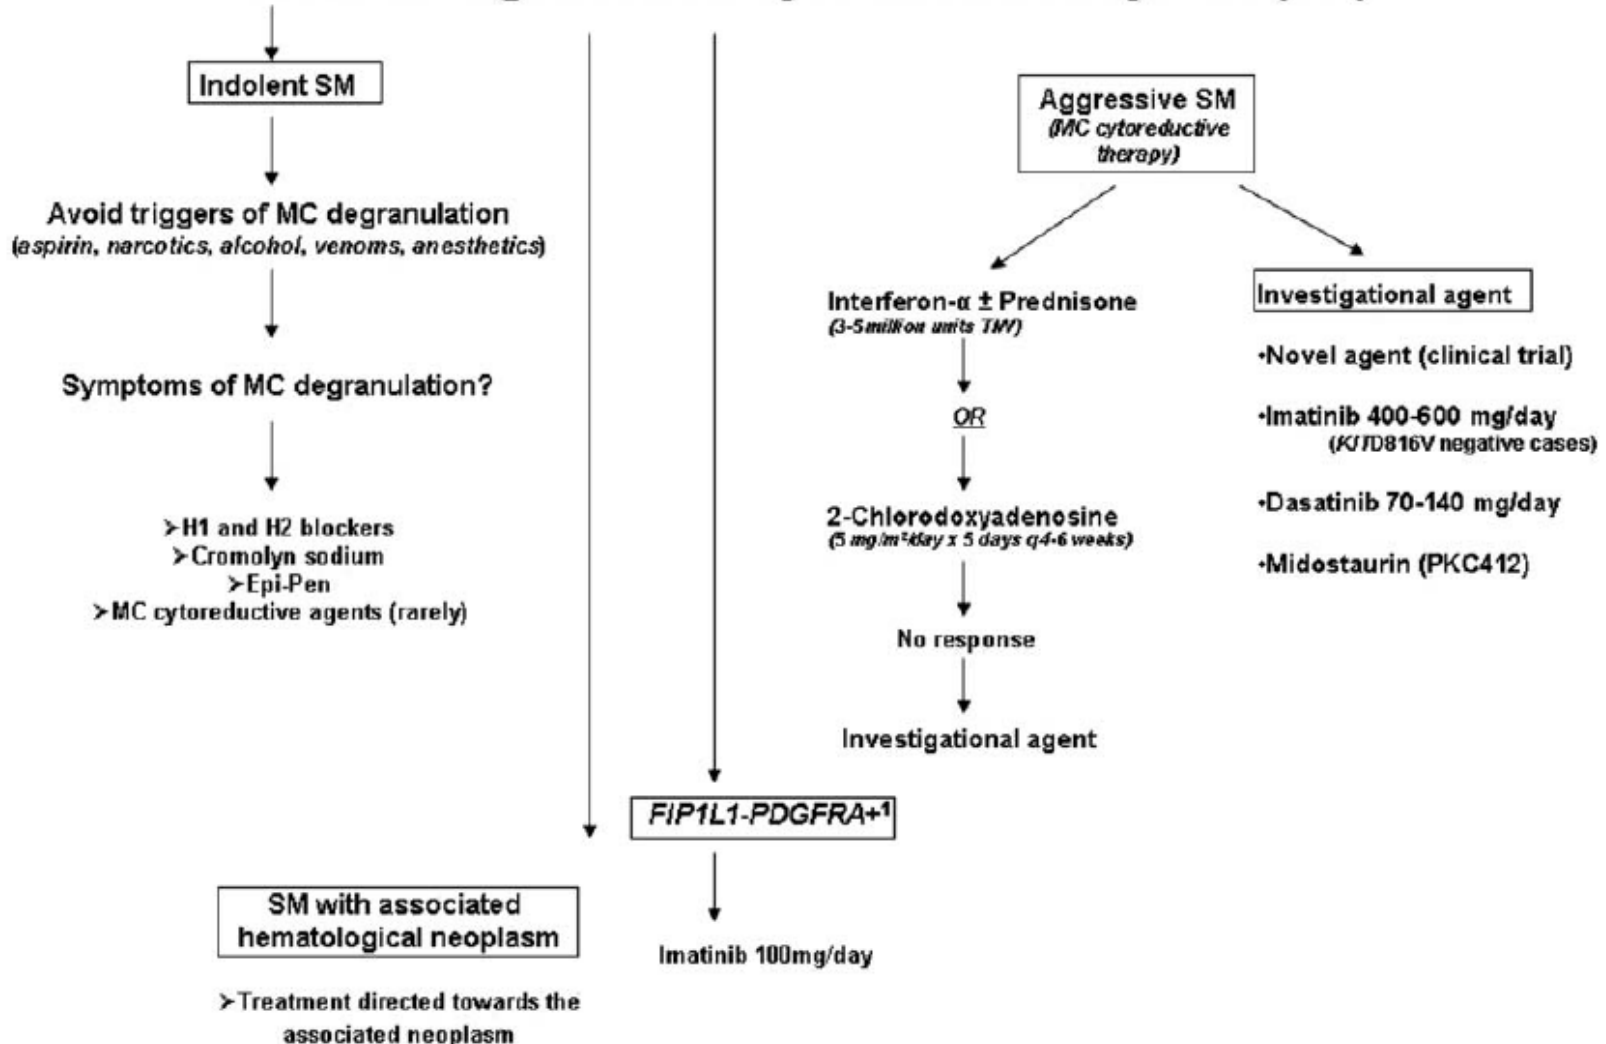 Indolent SM
Avoid triggers of MC degranulation
(aspirin, narcotics, alcohol, venoms, anesthetics)
Symptoms of MC degranulation?
➢H1 and H2 blockers
➢Cromolyn sodium
➢Epi-Pen
➢MC cytoreductive agents (rarely)
SM with associated
hematological neoplasm
➢Treatment directed towards the
associated neoplasm
FIP1L1-PDGFRA+¹
Imatinib 100mg/day
Aggressive SM
(MC cytoreductive
therapy)
Interferon-α ± Prednisone
(3-5 million units TIW)
OR
2-Chlorodoxyadenosine
(5 mg/m²/day x 5 days q4-6 weeks)
No response
Investigational agent
Investigational agent
•Novel agent (clinical trial)
•Imatinib 400-600 mg/day
(KITD816V negative cases)
•Dasatinib 70-140 mg/day
•Midostaurin (PKC412)